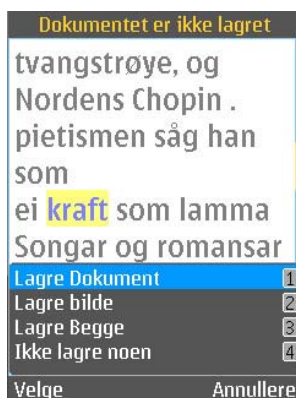 Dokumentet er ikke lagret
tvangstrøye, og
Nordens Chopin .
pietismen såg han
som
ei kraft som lamma
Songar og romansar
Lagre Dokument 1
Lagre bilde 2
Lagre Begge 3
Ikke lagre noen 4
Velge Annullere